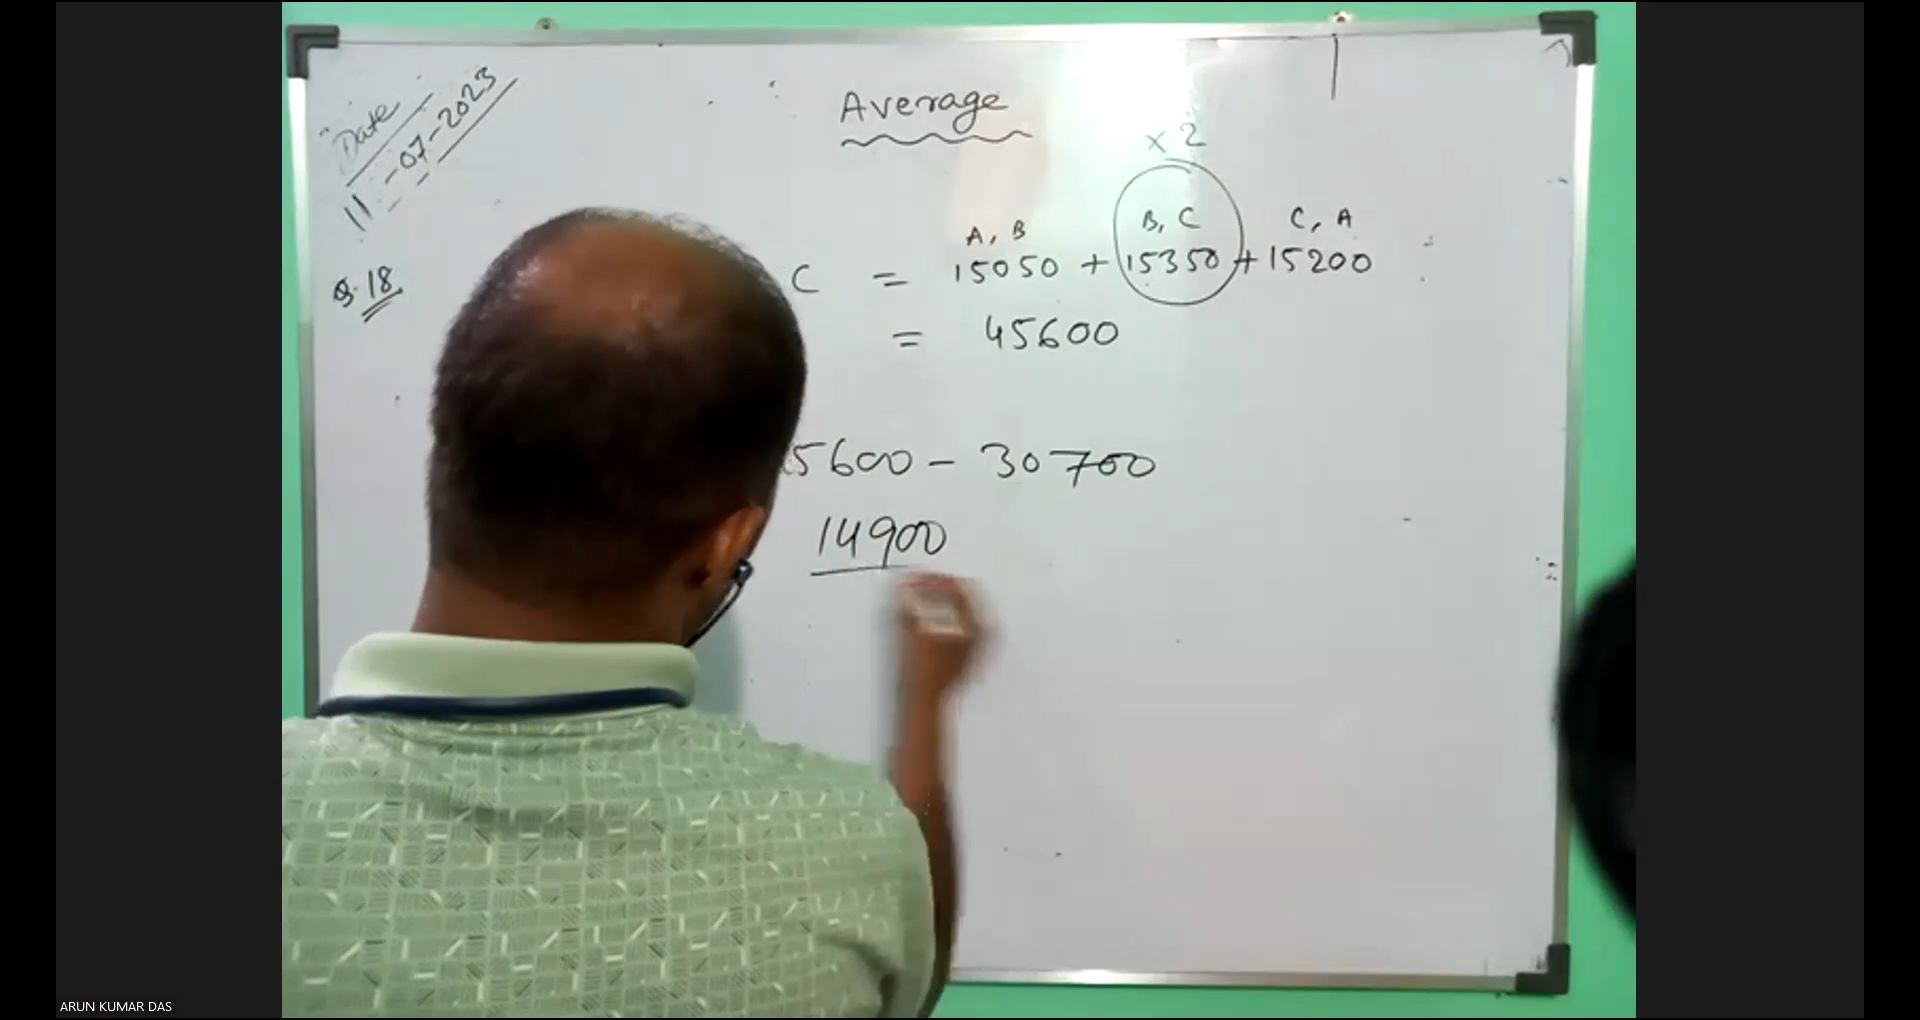 Date
11-07-2023
Average
× 2
A, B B, C C, A
Q.18 C = 15050 + 15350 + 15200
= 45600
5600 - 30700
14900
ARUN KUMAR DAS